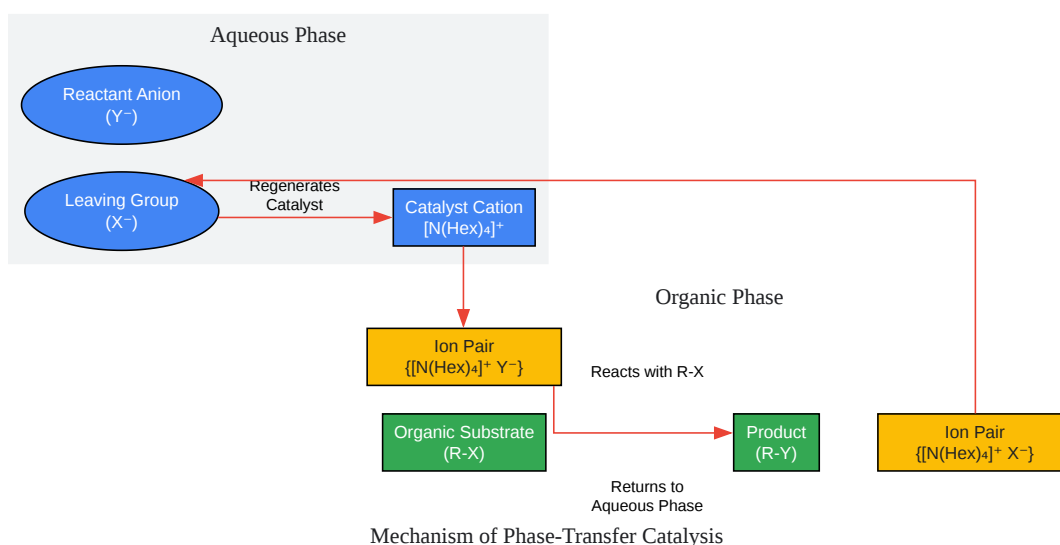 Aqueous Phase
Reactant Anion
(Y⁻)
Leaving Group
(X⁻)
Regenerates
Catalyst
Catalyst Cation
[N(Hex)₄]⁺
Organic Phase
Ion Pair
{[N(Hex)₄]⁺ Y⁻}
Reacts with R-X
Organic Substrate
(R-X)
Product
(R-Y)
Ion Pair
{[N(Hex)₄]⁺ X⁻}
Returns to
Aqueous Phase
Mechanism of Phase-Transfer Catalysis